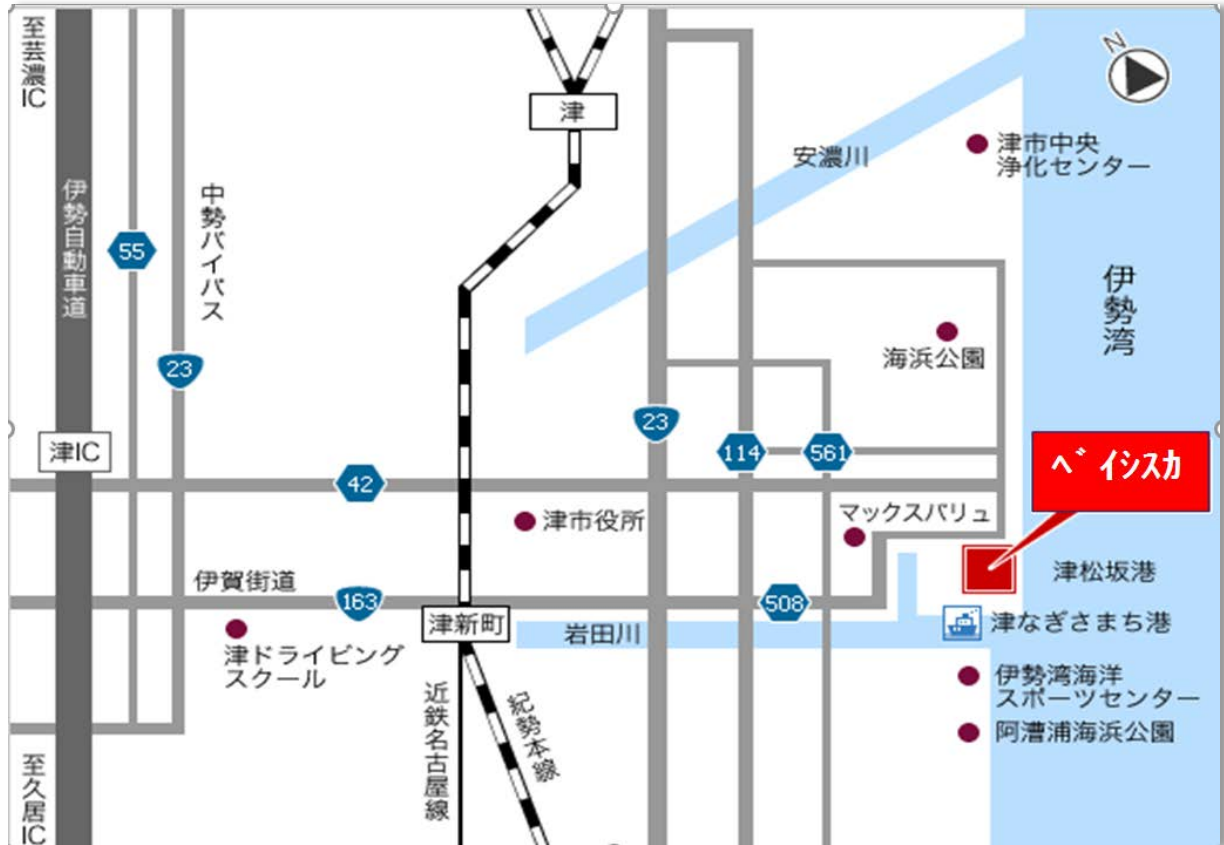 至芸濃IC
津
N
安濃川
津市中央
浄化センター
伊勢自動車道
中勢バイパス
55
伊勢湾
海浜公園
23
23
114
561
津IC
ベイシスカ
42
津市役所
マックスバリュ
津松坂港
伊賀街道
163
508
津新町
岩田川
津なぎさまち港
津ドライビング
スクール
伊勢湾海洋
スポーツセンター
近鉄名古屋線
紀勢本線
阿漕浦海浜公園
至久居IC